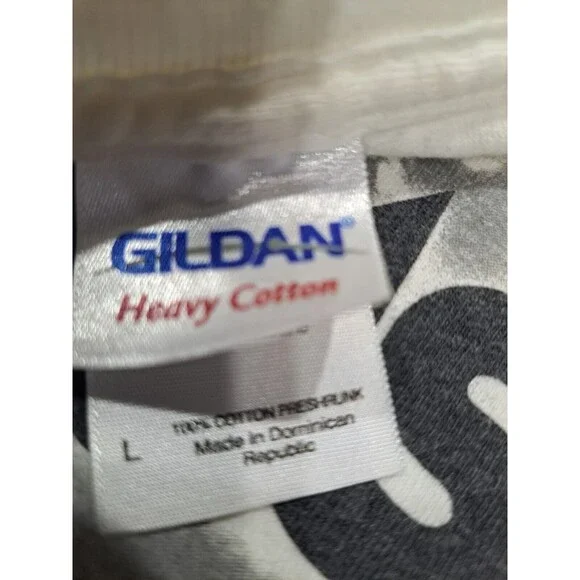 GILDAN®
Heavy Cotton
100% COTTON PRESHRUNK
L
Made in Dominican
Republic